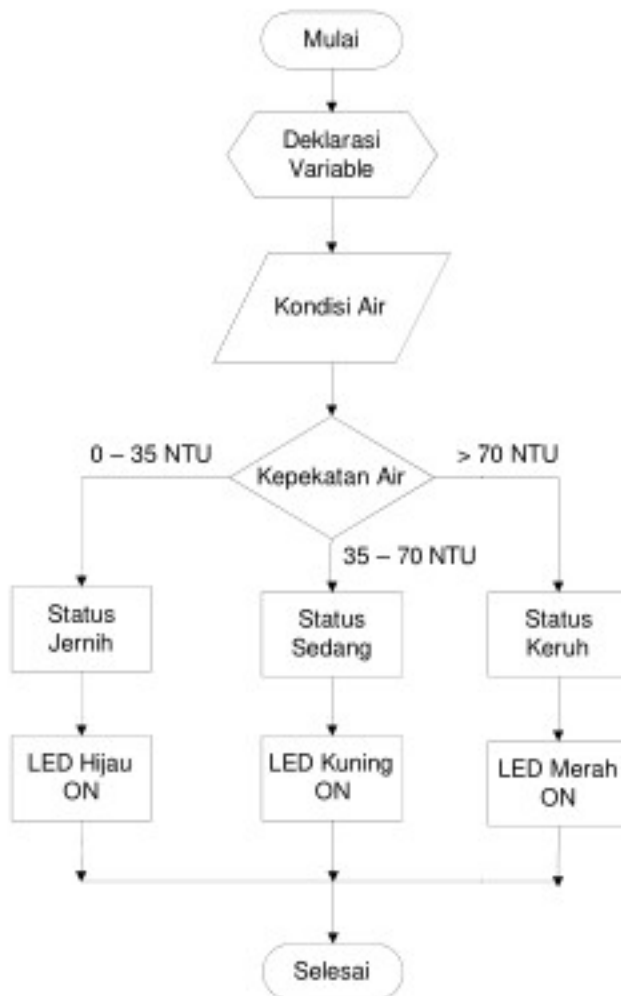 Mulai
Deklarasi
Variable
Kondisi Air
0 – 35 NTU
Kepekatan Air
> 70 NTU
35 – 70 NTU
Status
Jernih
Status
Sedang
Status
Keruh
LED Hijau
ON
LED Kuning
ON
LED Merah
ON
Selesai